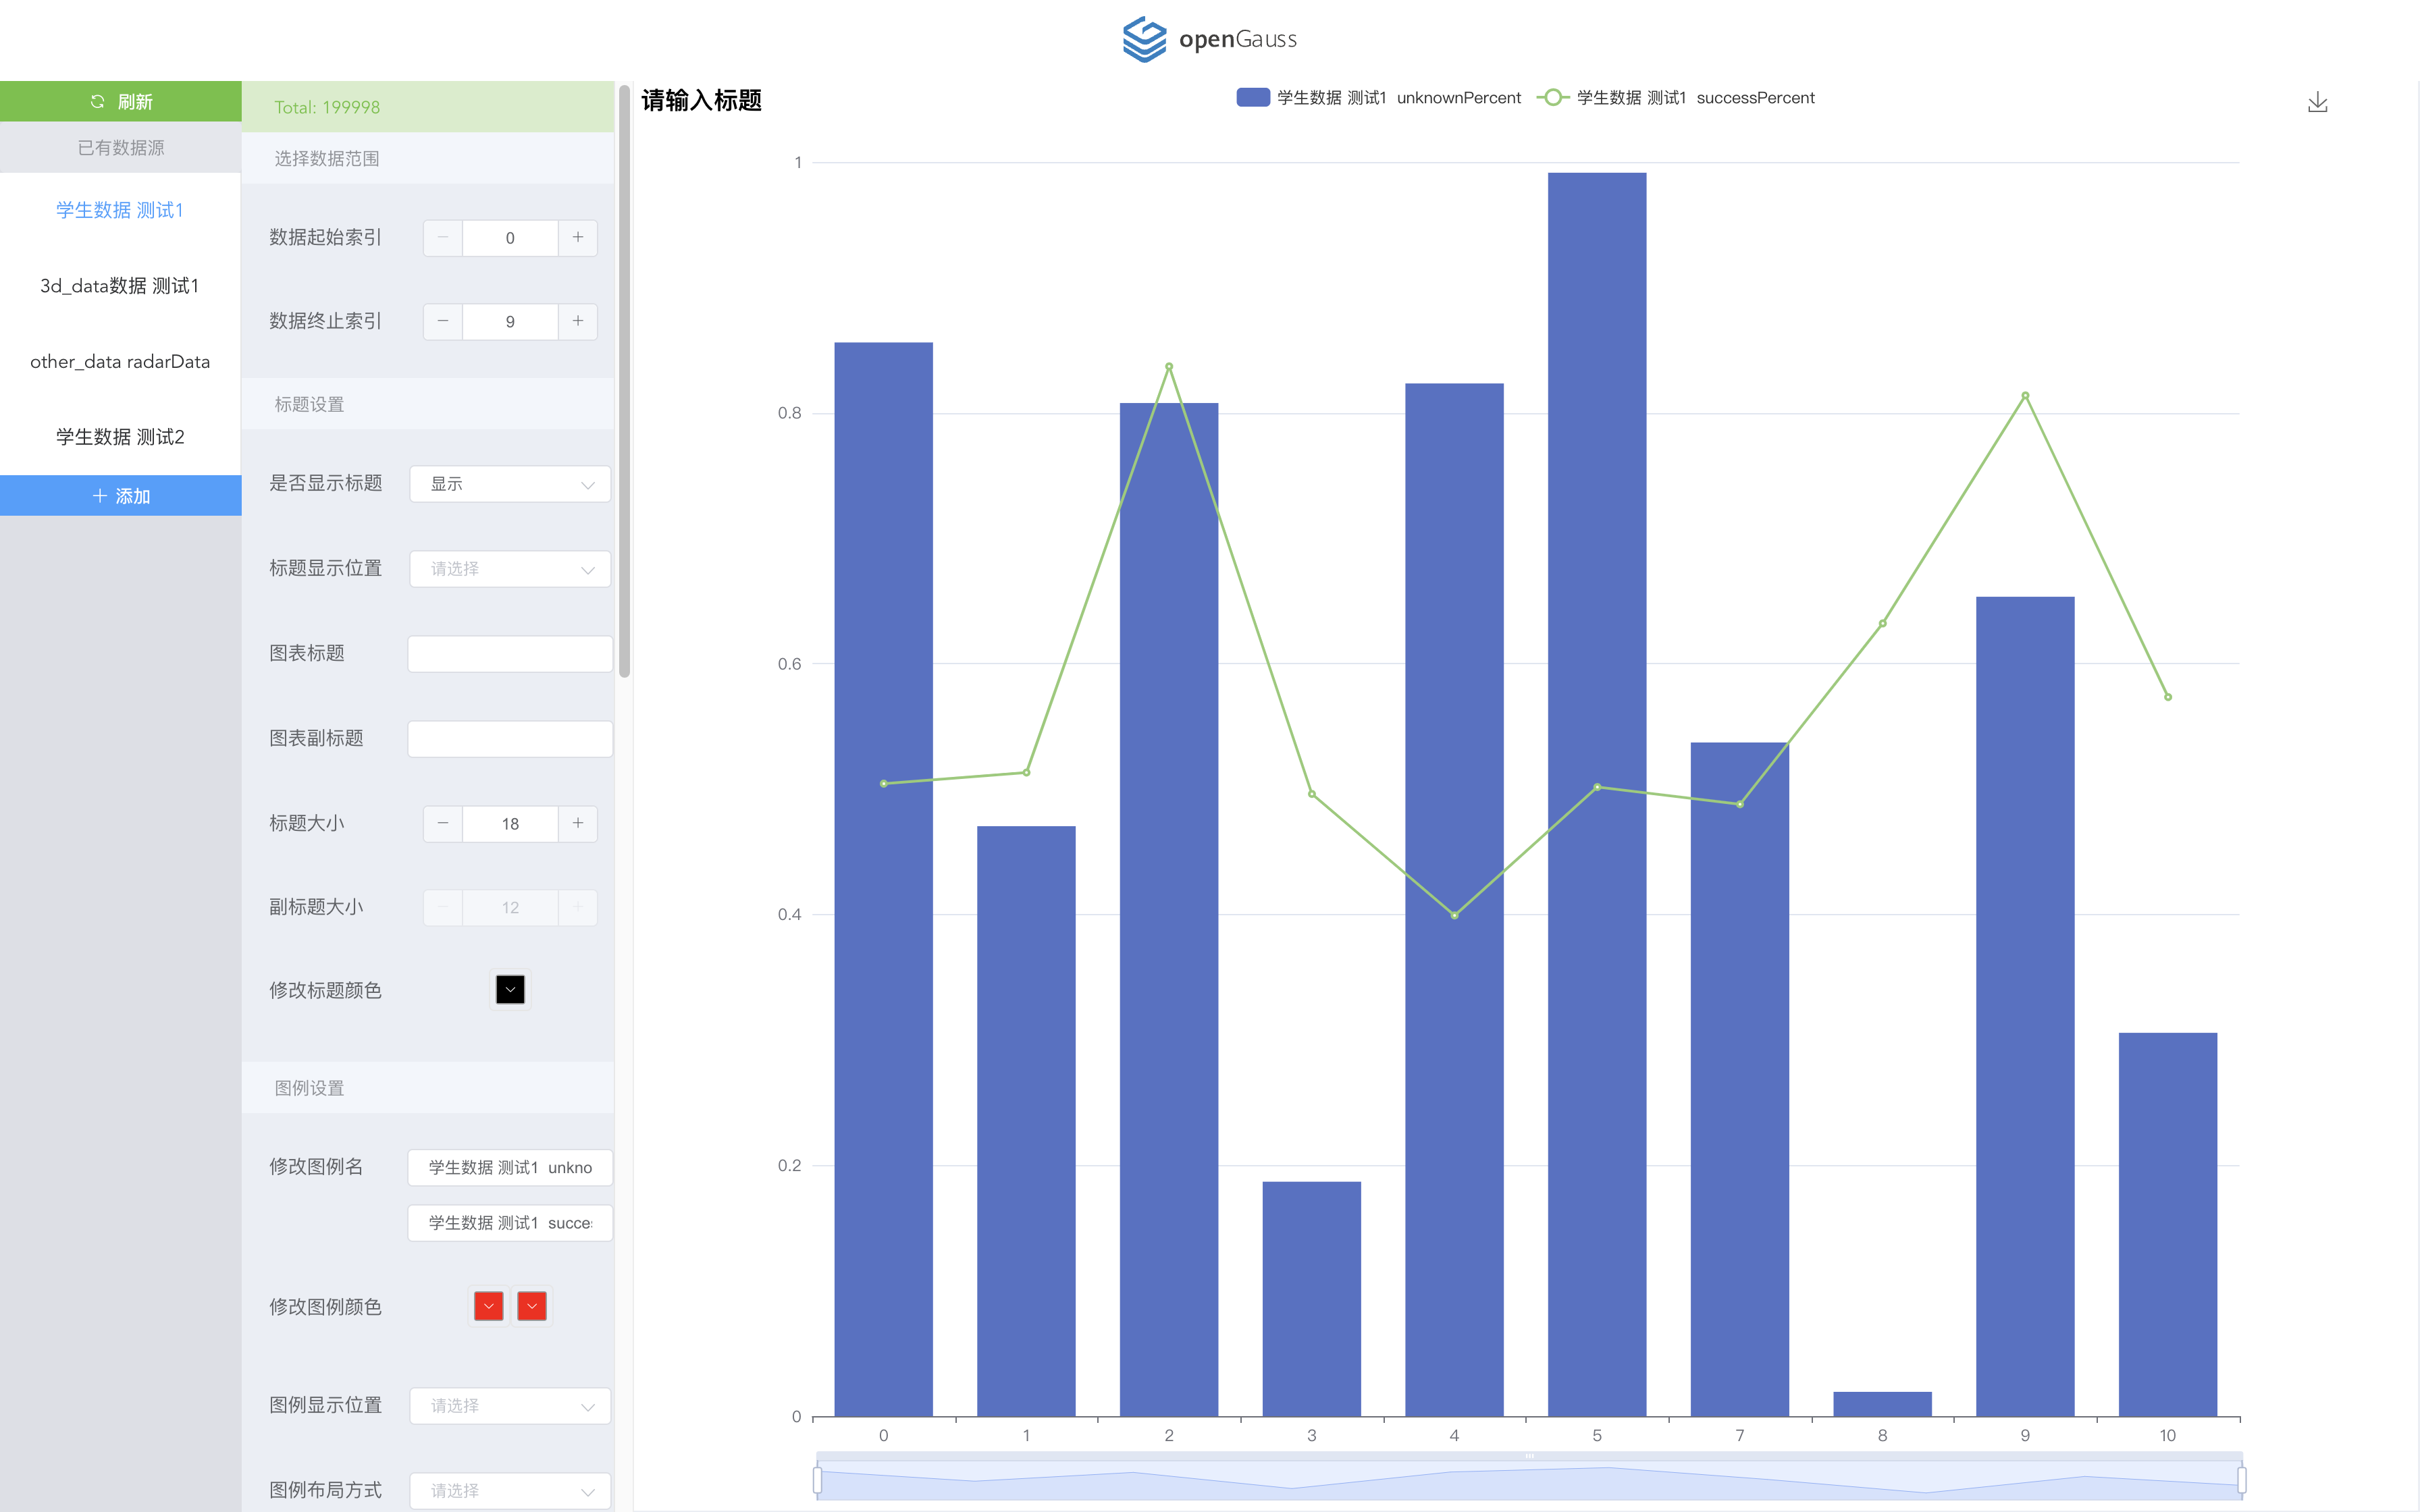 openGauss
刷新
已有数据源
学生数据 测试1
3d_data数据 测试1
other_data radarData
学生数据 测试2
添加
Total: 199998
选择数据范围
数据起始索引 0
数据终止索引 9
标题设置
是否显示标题 显示
标题显示位置 请选择
图表标题
图表副标题
标题大小 18
副标题大小 12
修改标题颜色
图例设置
修改图例名 学生数据 测试1 unkno
学生数据 测试1 succe
修改图例颜色
图例显示位置 请选择
图例布局方式 请选择
请输入标题
学生数据 测试1 unknownPercent 学生数据 测试1 successPercent
1
0.8
0.6
0.4
0.2
0
0 1 2 3 4 5 7 8 9 10